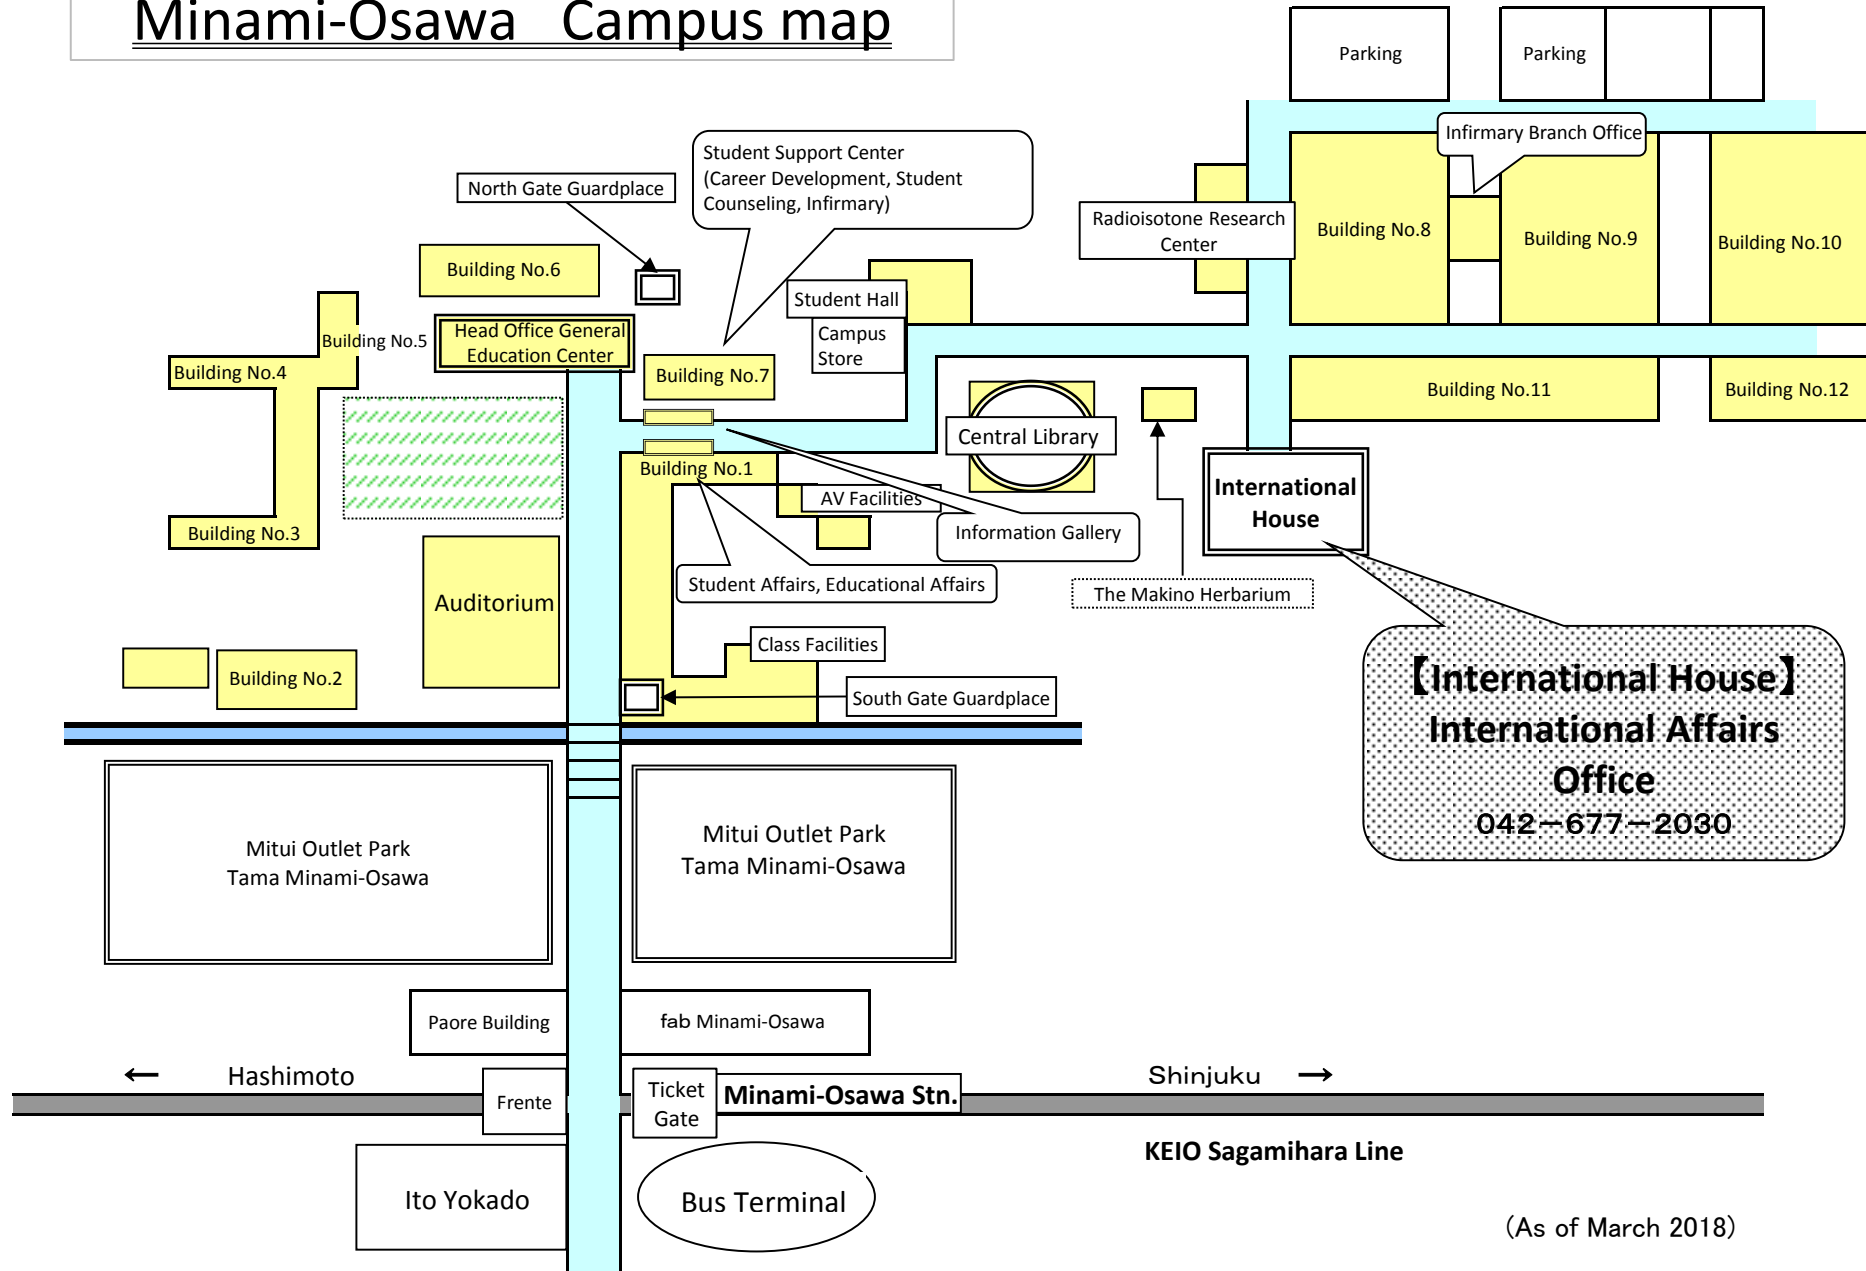 Minami-Osawa Campus map
Parking
Parking
Infirmary Branch Office
Student Support Center
(Career Development, Student
Counseling, Infirmary)
North Gate Guardplace
Radioisotone Research
Center
Building No.8
Building No.9
Building No.10
Building No.6
Student Hall
Campus
Store
Head Office General
Education Center
Building No.5
Building No.4
Building No.7
Building No.11
Building No.12
Central Library
Building No.1
AV Facilities
International
House
Building No.3
Information Gallery
Student Affairs, Educational Affairs
The Makino Herbarium
Auditorium
Class Facilities
Building No.2
South Gate Guardplace
【International House】
International Affairs
Office
042－677－2030
Mitui Outlet Park
Tama Minami-Osawa
Mitui Outlet Park
Tama Minami-Osawa
Paore Building
fab Minami-Osawa
← Hashimoto
Shinjuku →
Frente
Ticket
Gate
Minami-Osawa Stn.
KEIO Sagamihara Line
Ito Yokado
Bus Terminal
(As of March 2018)